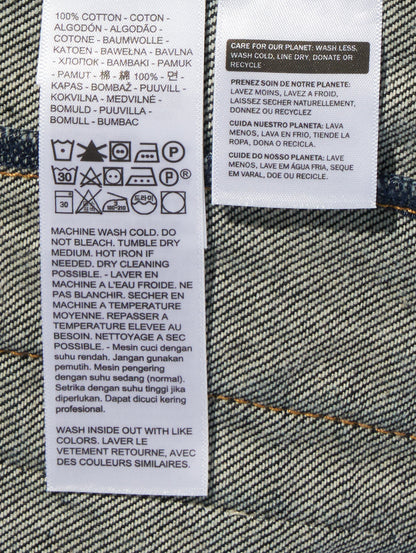 100% COTTON - COTON -
ALGODÓN - ALGODÃO -
COTONE - BAUMWOLLE -
KATOEN - BAWEŁNA - BAVLNA
- ХЛОПОК - BAMBAKI - PAMUK
- PAMUT - 棉 - 綿 100% - 면
- KAPAS - BOMBAŽ - PUUVILL -
KOKVILNA - MEDVILNĖ -
BOMULD - PUUVILLA -
BOMULL - BUMBAC
P
30
P®
30
180-210
드라이
MACHINE WASH COLD. DO
NOT BLEACH. TUMBLE DRY
MEDIUM. HOT IRON IF
NEEDED. DRY CLEANING
POSSIBLE. - LAVER EN
MACHINE A L'EAU FROIDE. NE
PAS BLANCHIR. SECHER EN
MACHINE A TEMPERATURE
MOYENNE. REPASSER A
TEMPERATURE ELEVEE AU
BESOIN. NETTOYAGE A SEC
POSSIBLE. - Mesin cuci dengan
suhu rendah. Jangan gunakan
pemutih. Mesin pengering
dengan suhu sedang (normal).
Setrika dengan suhu tinggi jika
diperlukan. Dapat dicuci kering
profesional.
WASH INSIDE OUT WITH LIKE
COLORS. LAVER LE
VETEMENT RETOURNE, AVEC
DES COULEURS SIMILAIRES.
CARE FOR OUR PLANET: WASH LESS,
WASH COLD, LINE DRY, DONATE OR
RECYCLE
PRENEZ SOIN DE NOTRE PLANETE:
LAVEZ MOINS, LAVEZ A FROID,
LAISSEZ SECHER NATURELLEMENT,
DONNEZ OU RECYCLEZ.
CUIDA NUESTRO PLANETA: LAVA
MENOS, LAVA EN FRIO, TIENDE LA
ROPA, DONA O RECICLA.
CUIDE DO NOSSO PLANETA: LAVE
MENOS, LAVE EM ÁGUA FRIA, SEQUE
EM VARAL, DOE OU RECICLE.